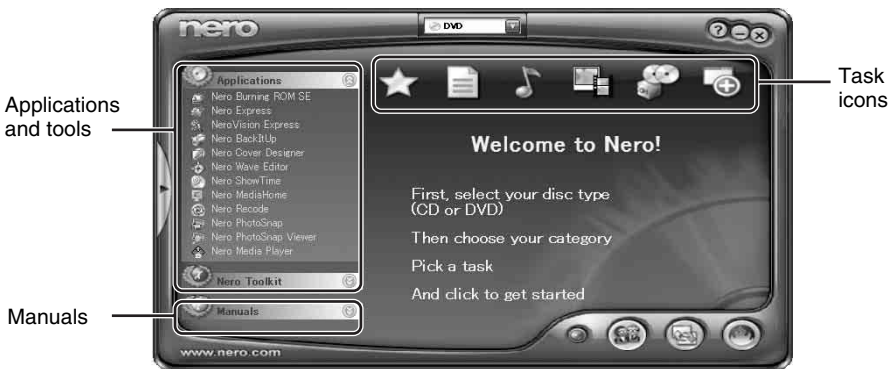 nero
DVD
Applications
and tools
Applications
Nero Burning ROM SE
Nero Express
NeroVision Express
Nero BackItUp
Nero Cover Designer
Nero Wave Editor
Nero ShowTime
Nero MediaHome
Nero Recode
Nero PhotoSnap
Nero PhotoSnap Viewer
Nero Media Player
Nero Toolkit
Manuals
Manuals
www.nero.com
Task
icons
Welcome to Nero!
First, select your disc type
(CD or DVD)
Then choose your category
Pick a task
And click to get started